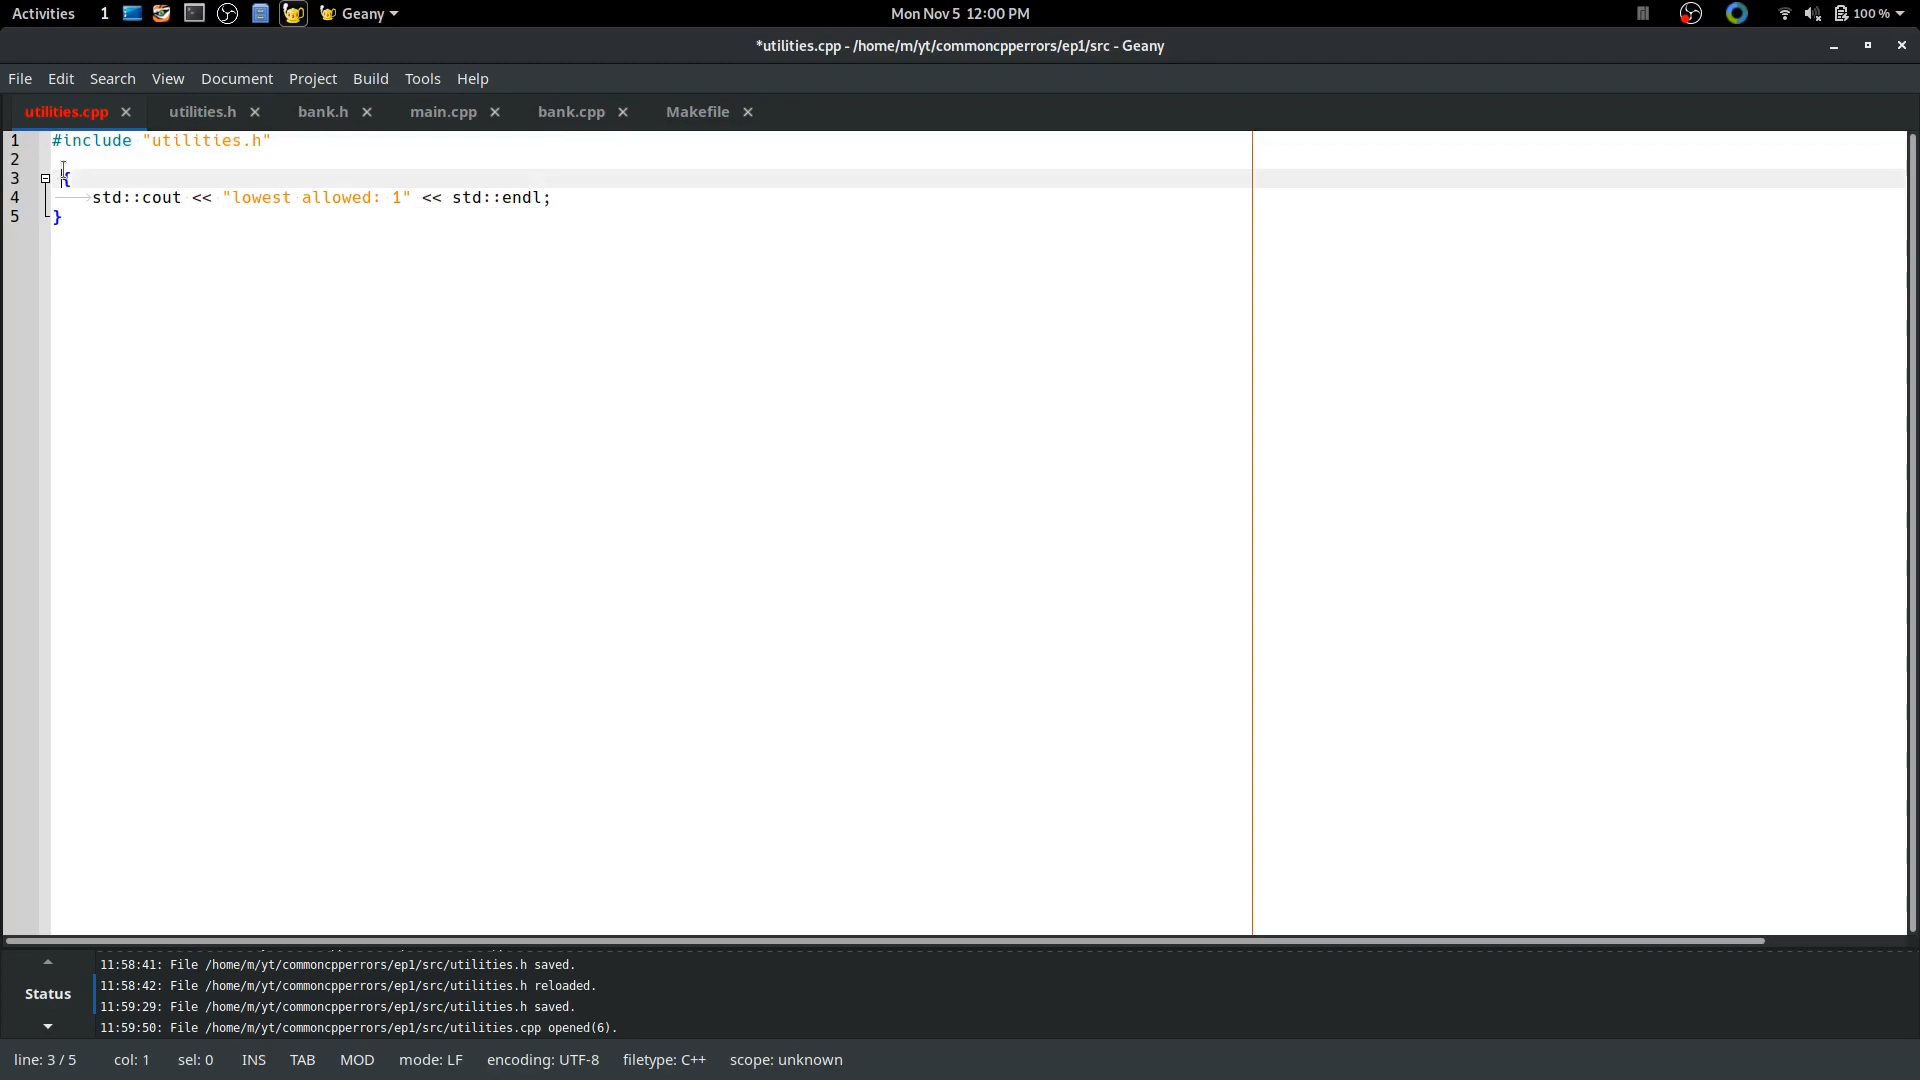 Activities 1 Geany Mon Nov 5 12:00 PM 100 %
*utilities.cpp - /home/m/yt/commoncpperrors/ep1/src - Geany
File Edit Search View Document Project Build Tools Help
utilities.cpp utilities.h bank.h main.cpp bank.cpp Makefile
1 #include "utilities.h"
2
3 {
4 std::cout << "lowest allowed: 1" << std::endl;
5 }
11:58:41: File /home/m/yt/commoncpperrors/ep1/src/utilities.h saved.
11:58:42: File /home/m/yt/commoncpperrors/ep1/src/utilities.h reloaded.
Status
11:59:29: File /home/m/yt/commoncpperrors/ep1/src/utilities.h saved.
11:59:50: File /home/m/yt/commoncpperrors/ep1/src/utilities.cpp opened(6).
line: 3 / 5 col: 1 sel: 0 INS TAB MOD mode: LF encoding: UTF-8 filetype: C++ scope: unknown